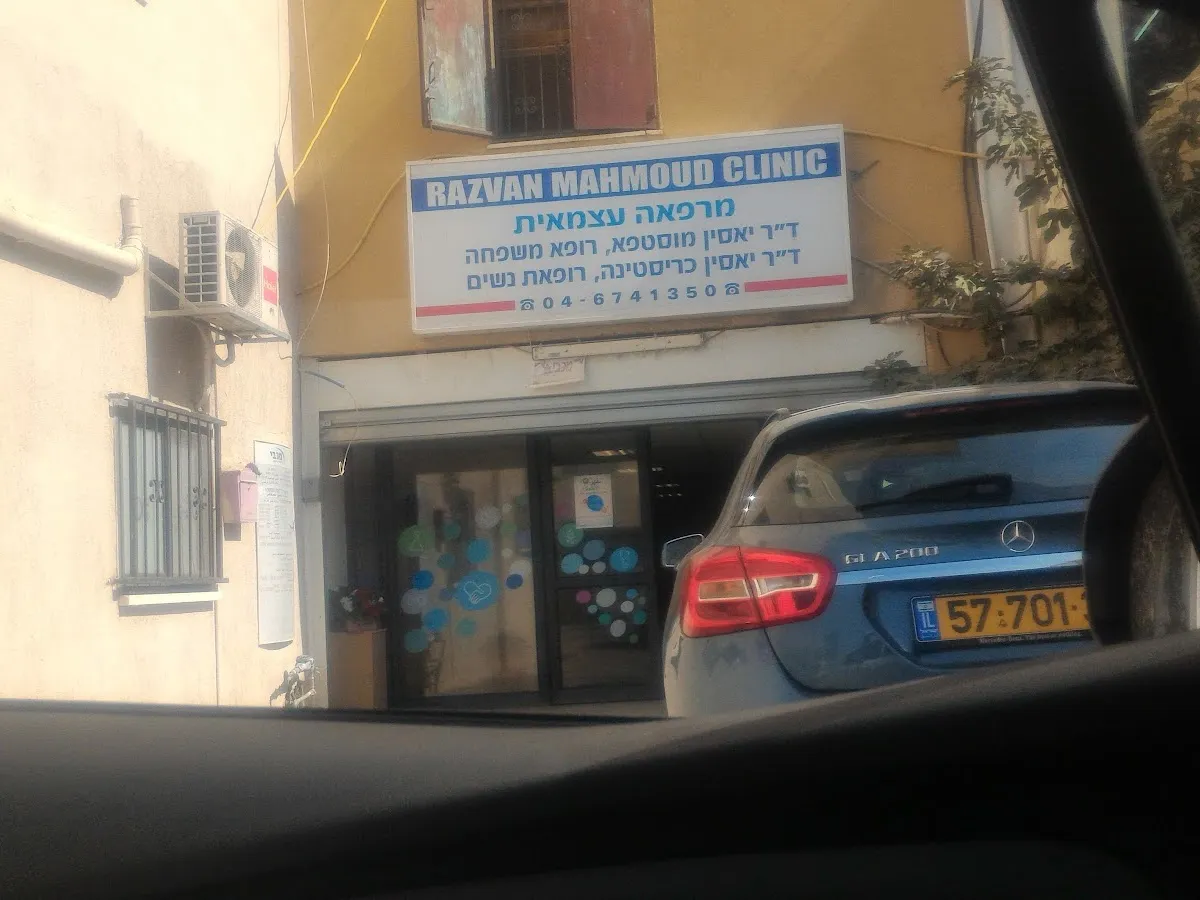 RAZVAN MAHMOUD CLINIC
מרפאה עצמאית
ד״ר יאסין מוסטפא, רופא משפחה
ד״ר יאסין כריסטינה, רופאת נשים
☎ 04-6741350 ☎
GLA 200
IL
57·701·